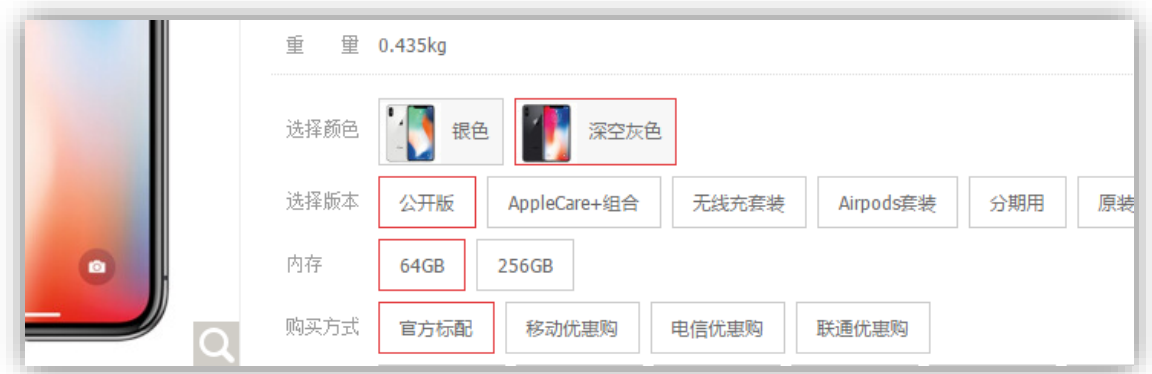 重 量 0.435kg
选择颜色 银色 深空灰色
选择版本 公开版 AppleCare+组合 无线充套装 Airpods套装 分期用 原装
内存 64GB 256GB
购买方式 官方标配 移动优惠购 电信优惠购 联通优惠购